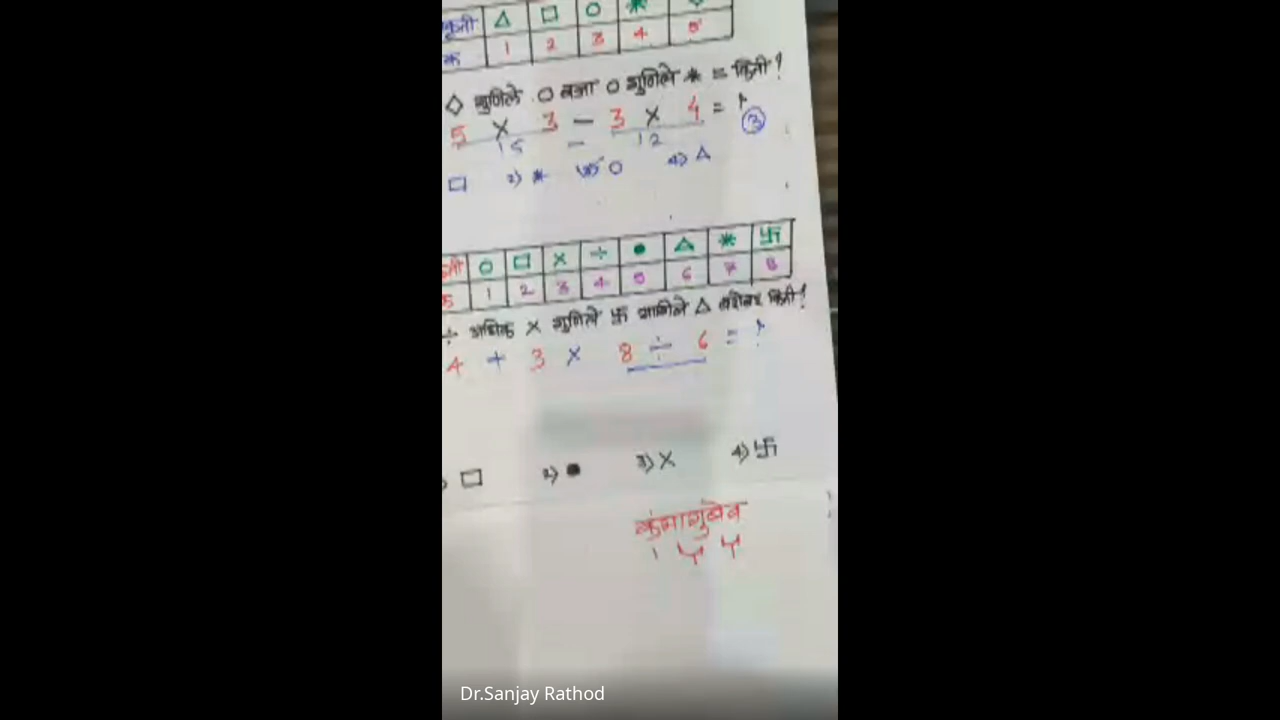 △ □ ○ *
1 2 3 4 5
◇ गुणिले ○ वजा ○ गुणिले * = किती?
5 × 3 – 3 × 4 = ?
15 – 12 ③
□ 2) * 3) ○ 4) △
○ □ × ÷ ● △ * 卐
1 2 3 4 5 6 7 8
÷ अधिक × गुणिले 卐 भागिले △ बरोबर किती?
4 + 3 × 8 ÷ 6 = ?
□ 2) ● 3) × 4) 卐
Dr.Sanjay Rathod